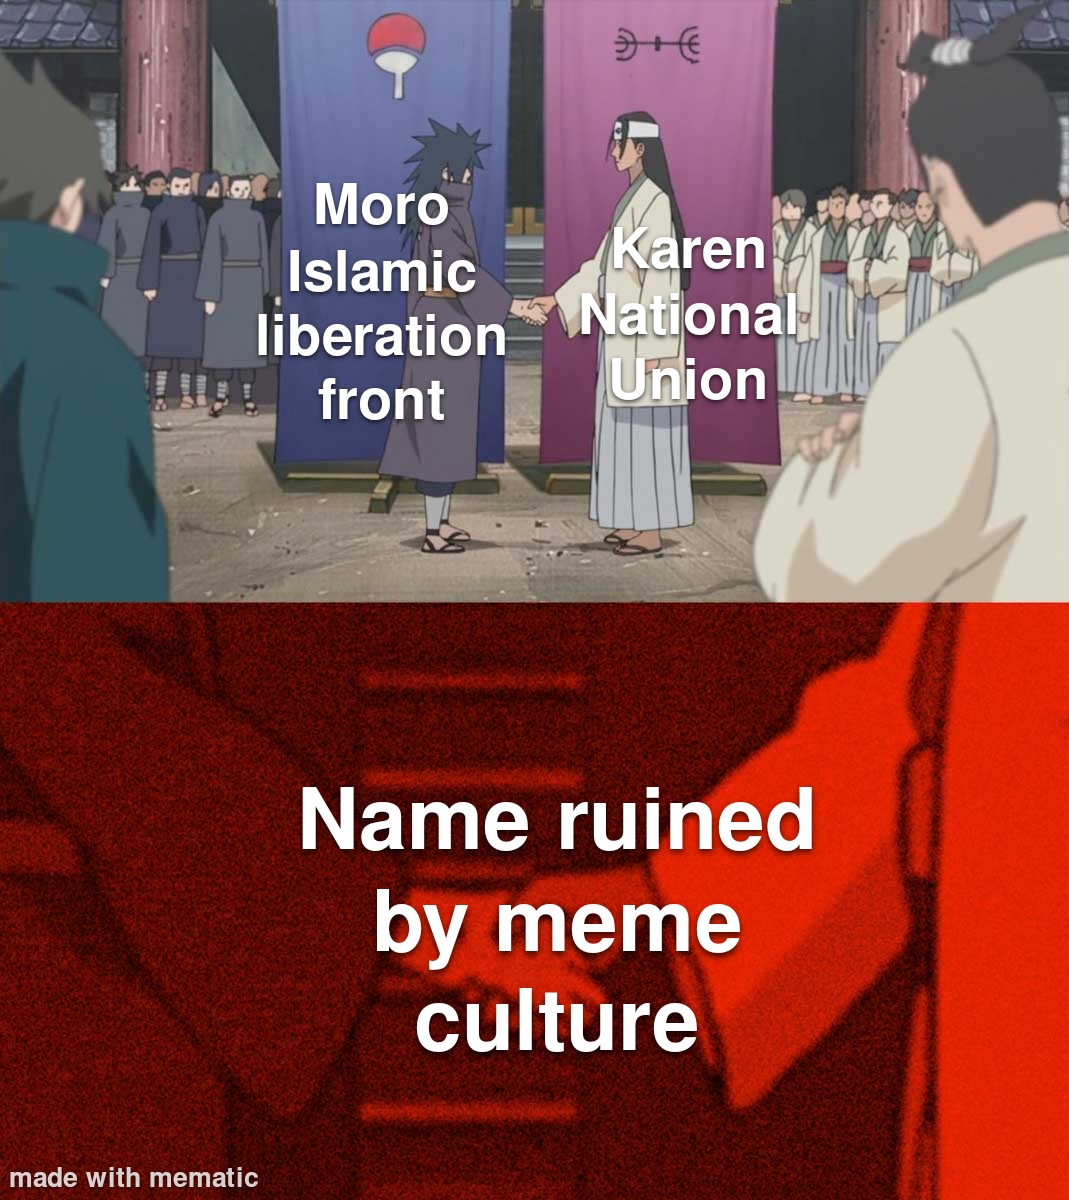 Moro
Islamic
liberation
front
Karen
National
Union
Name ruined
by meme
culture
made with mematic